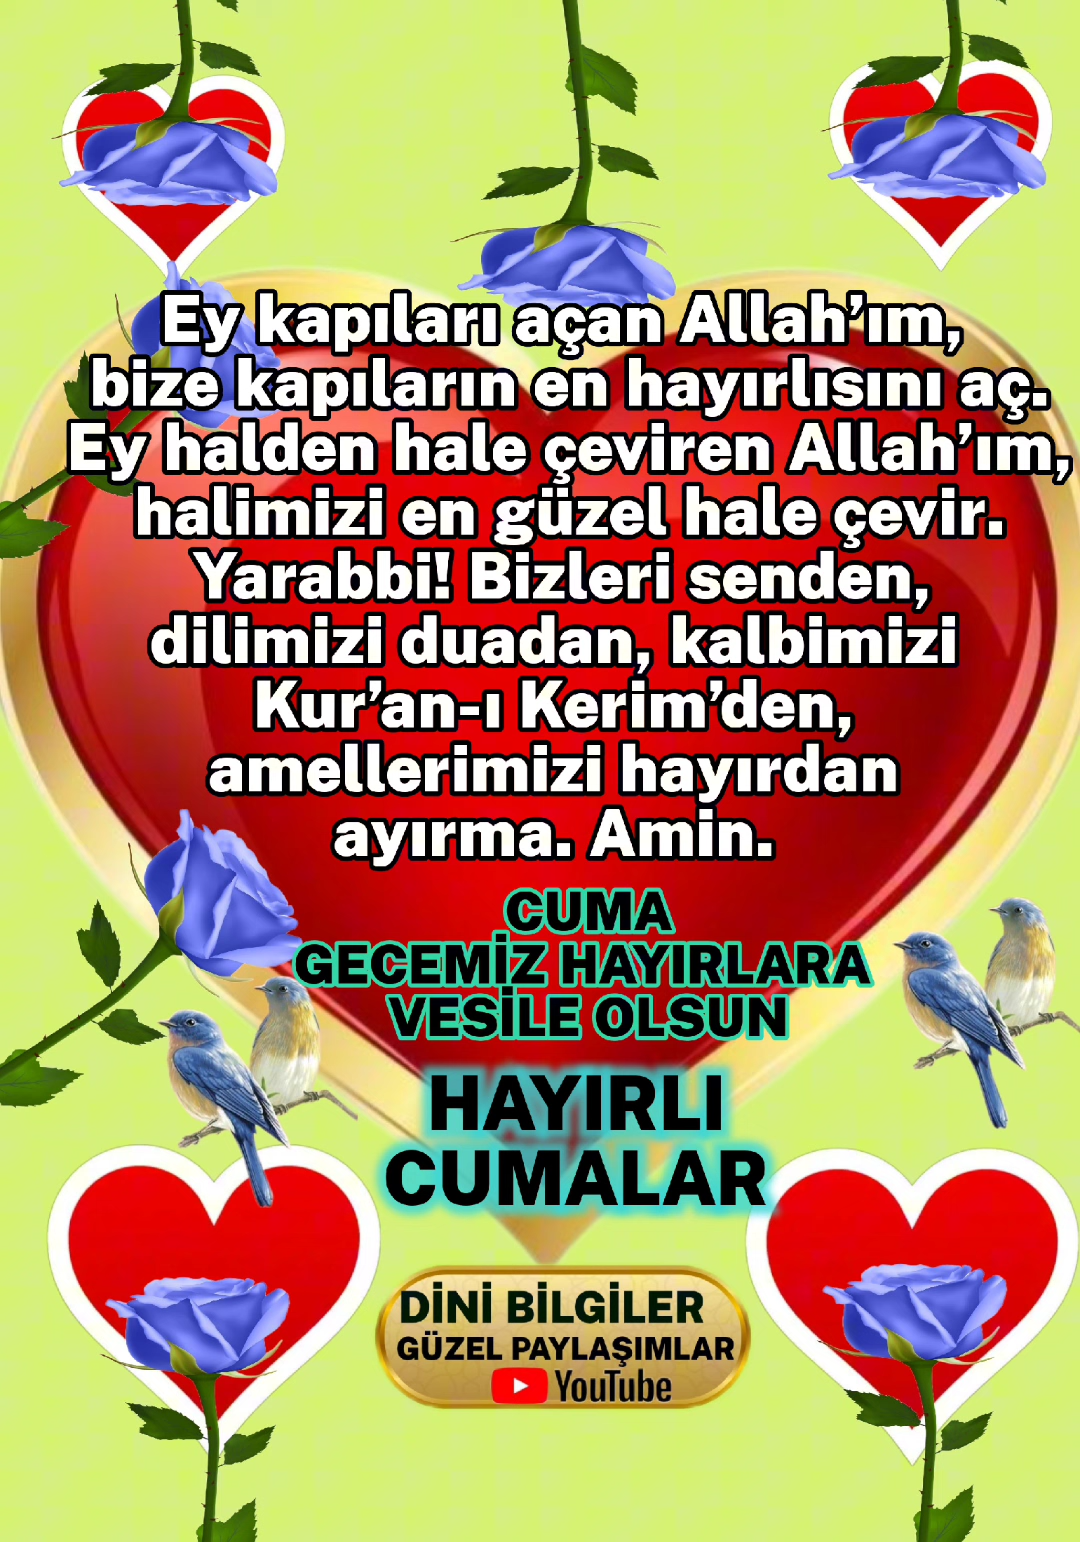 Ey kapıları açan Allah’ım,
bize kapıların en hayırlısını aç.
Ey halden hale çeviren Allah’ım,
halimizi en güzel hale çevir.
Yarabbi! Bizleri senden,
dilimizi duadan, kalbimizi
Kur’an-ı Kerim’den,
amellerimizi hayırdan
ayırma. Amin.
CUMA
GECEMİZ HAYIRLARA
VESİLE OLSUN
HAYIRLI
CUMALAR
DİNİ BİLGİLER
GÜZEL PAYLAŞIMLAR
YouTube